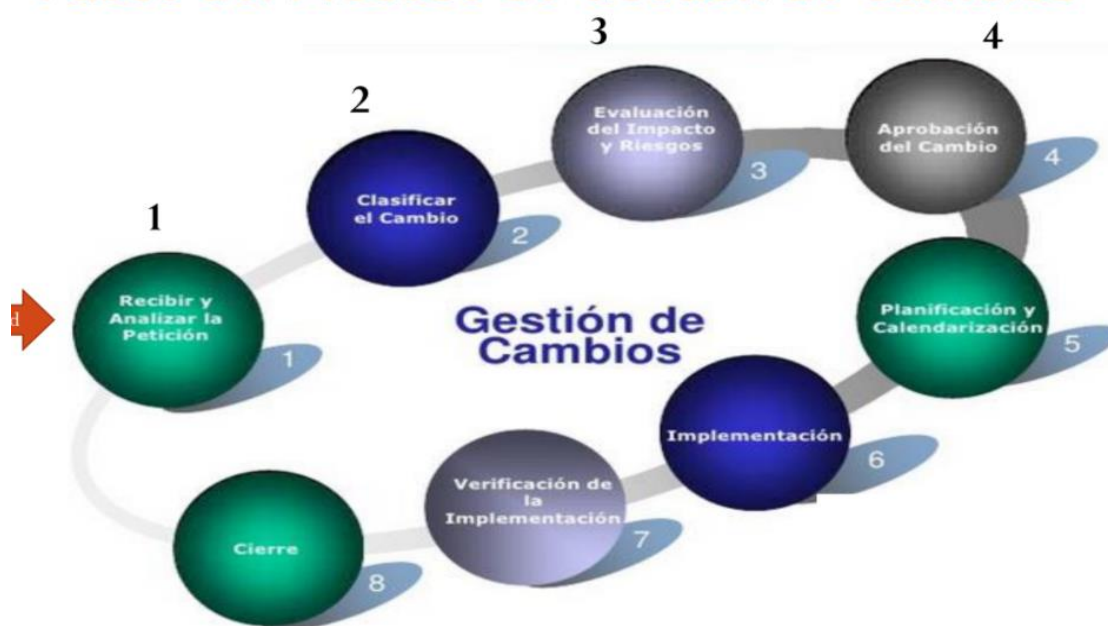 1
2
3
4
Recibir y
Analizar la
Petición
1
Clasificar
el Cambio
2
Evaluación
del Impacto
y Riesgos
3
Aprobación
del Cambio
4
Planificación y
Calendarización
5
Implementación
6
Verificación de
la
Implementación
7
Cierre
8
Gestión de
Cambios
d